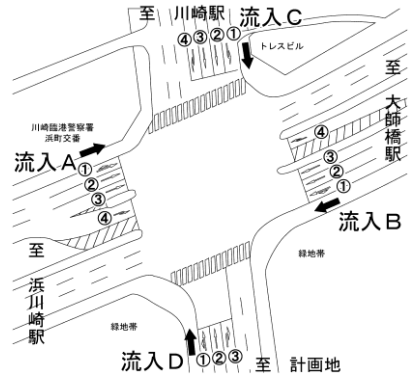 至 川崎駅
流入C
④③②①
トレスビル
至 大師橋駅
川崎臨港警察署
浜町交番
流入A
①
②
③
④
④
③
②
①
流入B
至 浜川崎駅
緑地帯
緑地帯
流入D
①②③
至 計画地